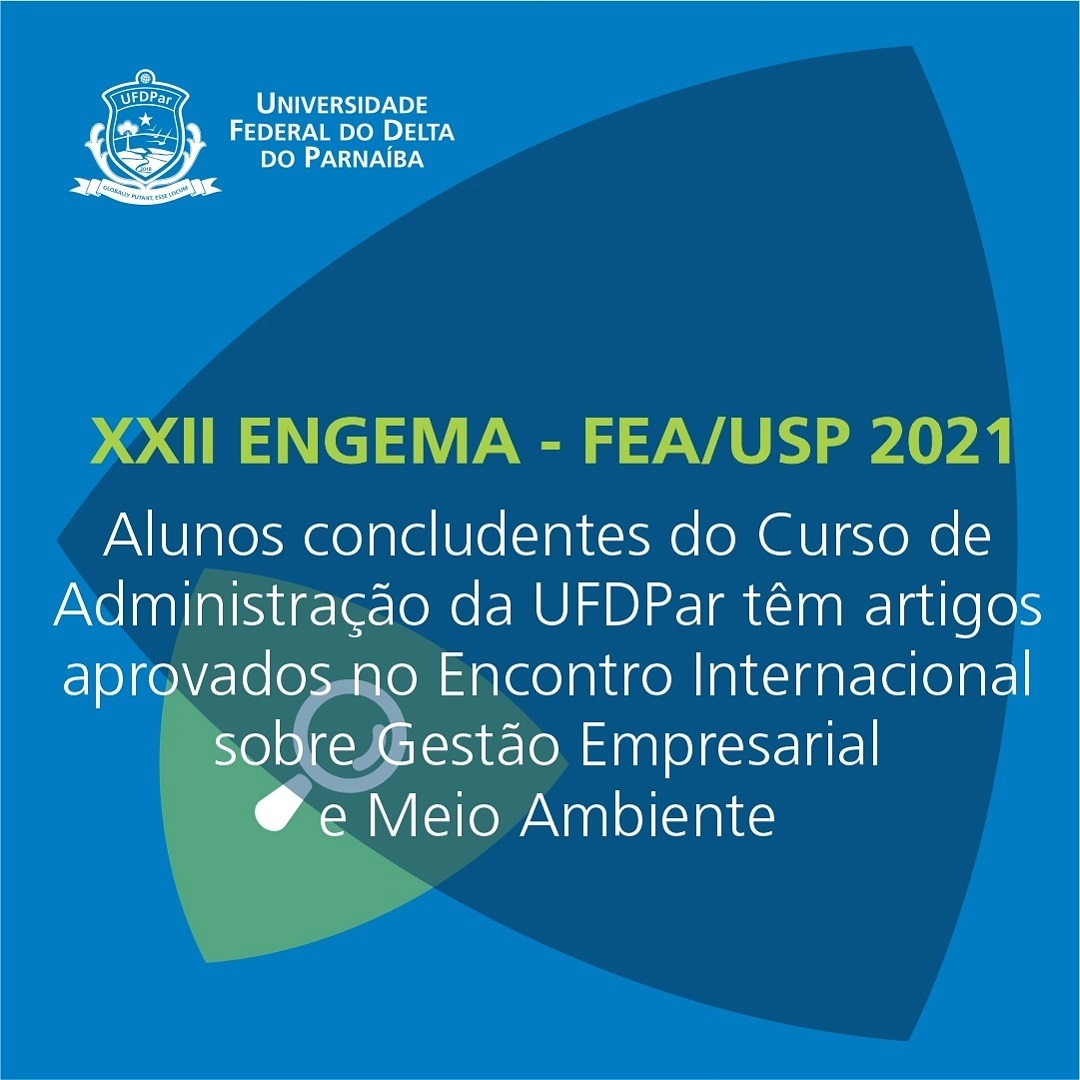 UFDPar
2018
GLOBALLY PUTANT, ESSE LOCUM
UNIVERSIDADE
FEDERAL DO DELTA
DO PARNAÍBA
XXII ENGEMA - FEA/USP 2021
Alunos concludentes do Curso de
Administração da UFDPar têm artigos
aprovados no Encontro Internacional
sobre Gestão Empresarial
e Meio Ambiente